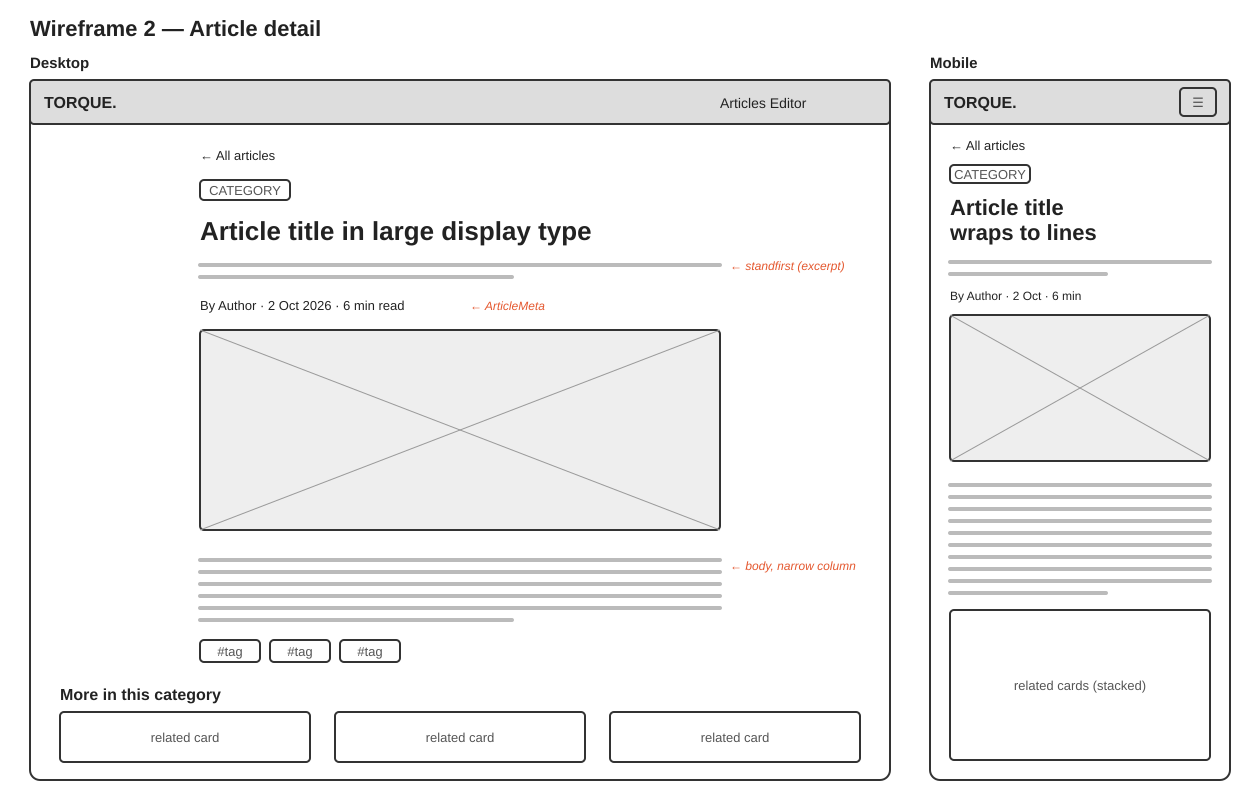 Wireframe 2 — Article detail
Desktop
TORQUE.
Articles Editor
← All articles
CATEGORY
Article title in large display type
← standfirst (excerpt)
By Author · 2 Oct 2026 · 6 min read
← ArticleMeta
← body, narrow column
#tag
#tag
#tag
More in this category
related card
related card
related card
Mobile
TORQUE.
☰
← All articles
CATEGORY
Article title
wraps to lines
By Author · 2 Oct · 6 min
related cards (stacked)